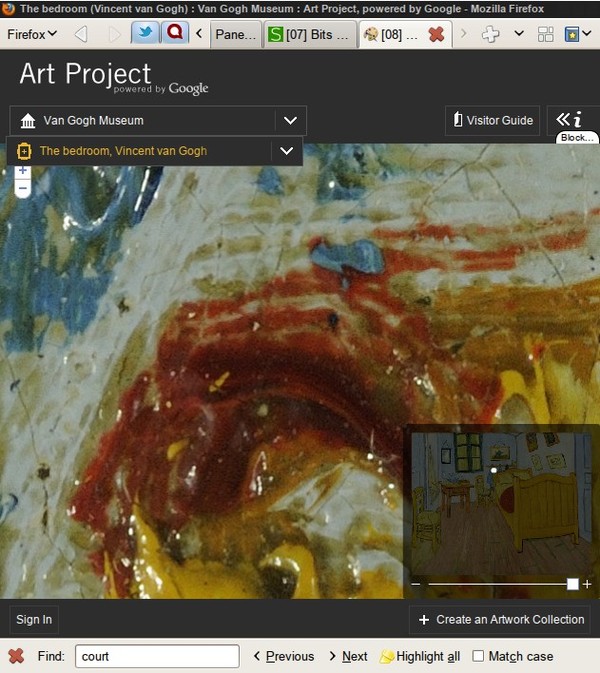 The bedroom (Vincent van Gogh) : Van Gogh Museum : Art Project, powered by Google - Mozilla Firefox
Firefox Pane... S [07] Bits ... [08] ...
Art Project
powered by Google
Van Gogh Museum Visitor Guide i
The bedroom, Vincent van Gogh Block...
+
−
− +
Sign In + Create an Artwork Collection
Find: court < Previous > Next Highlight all Match case